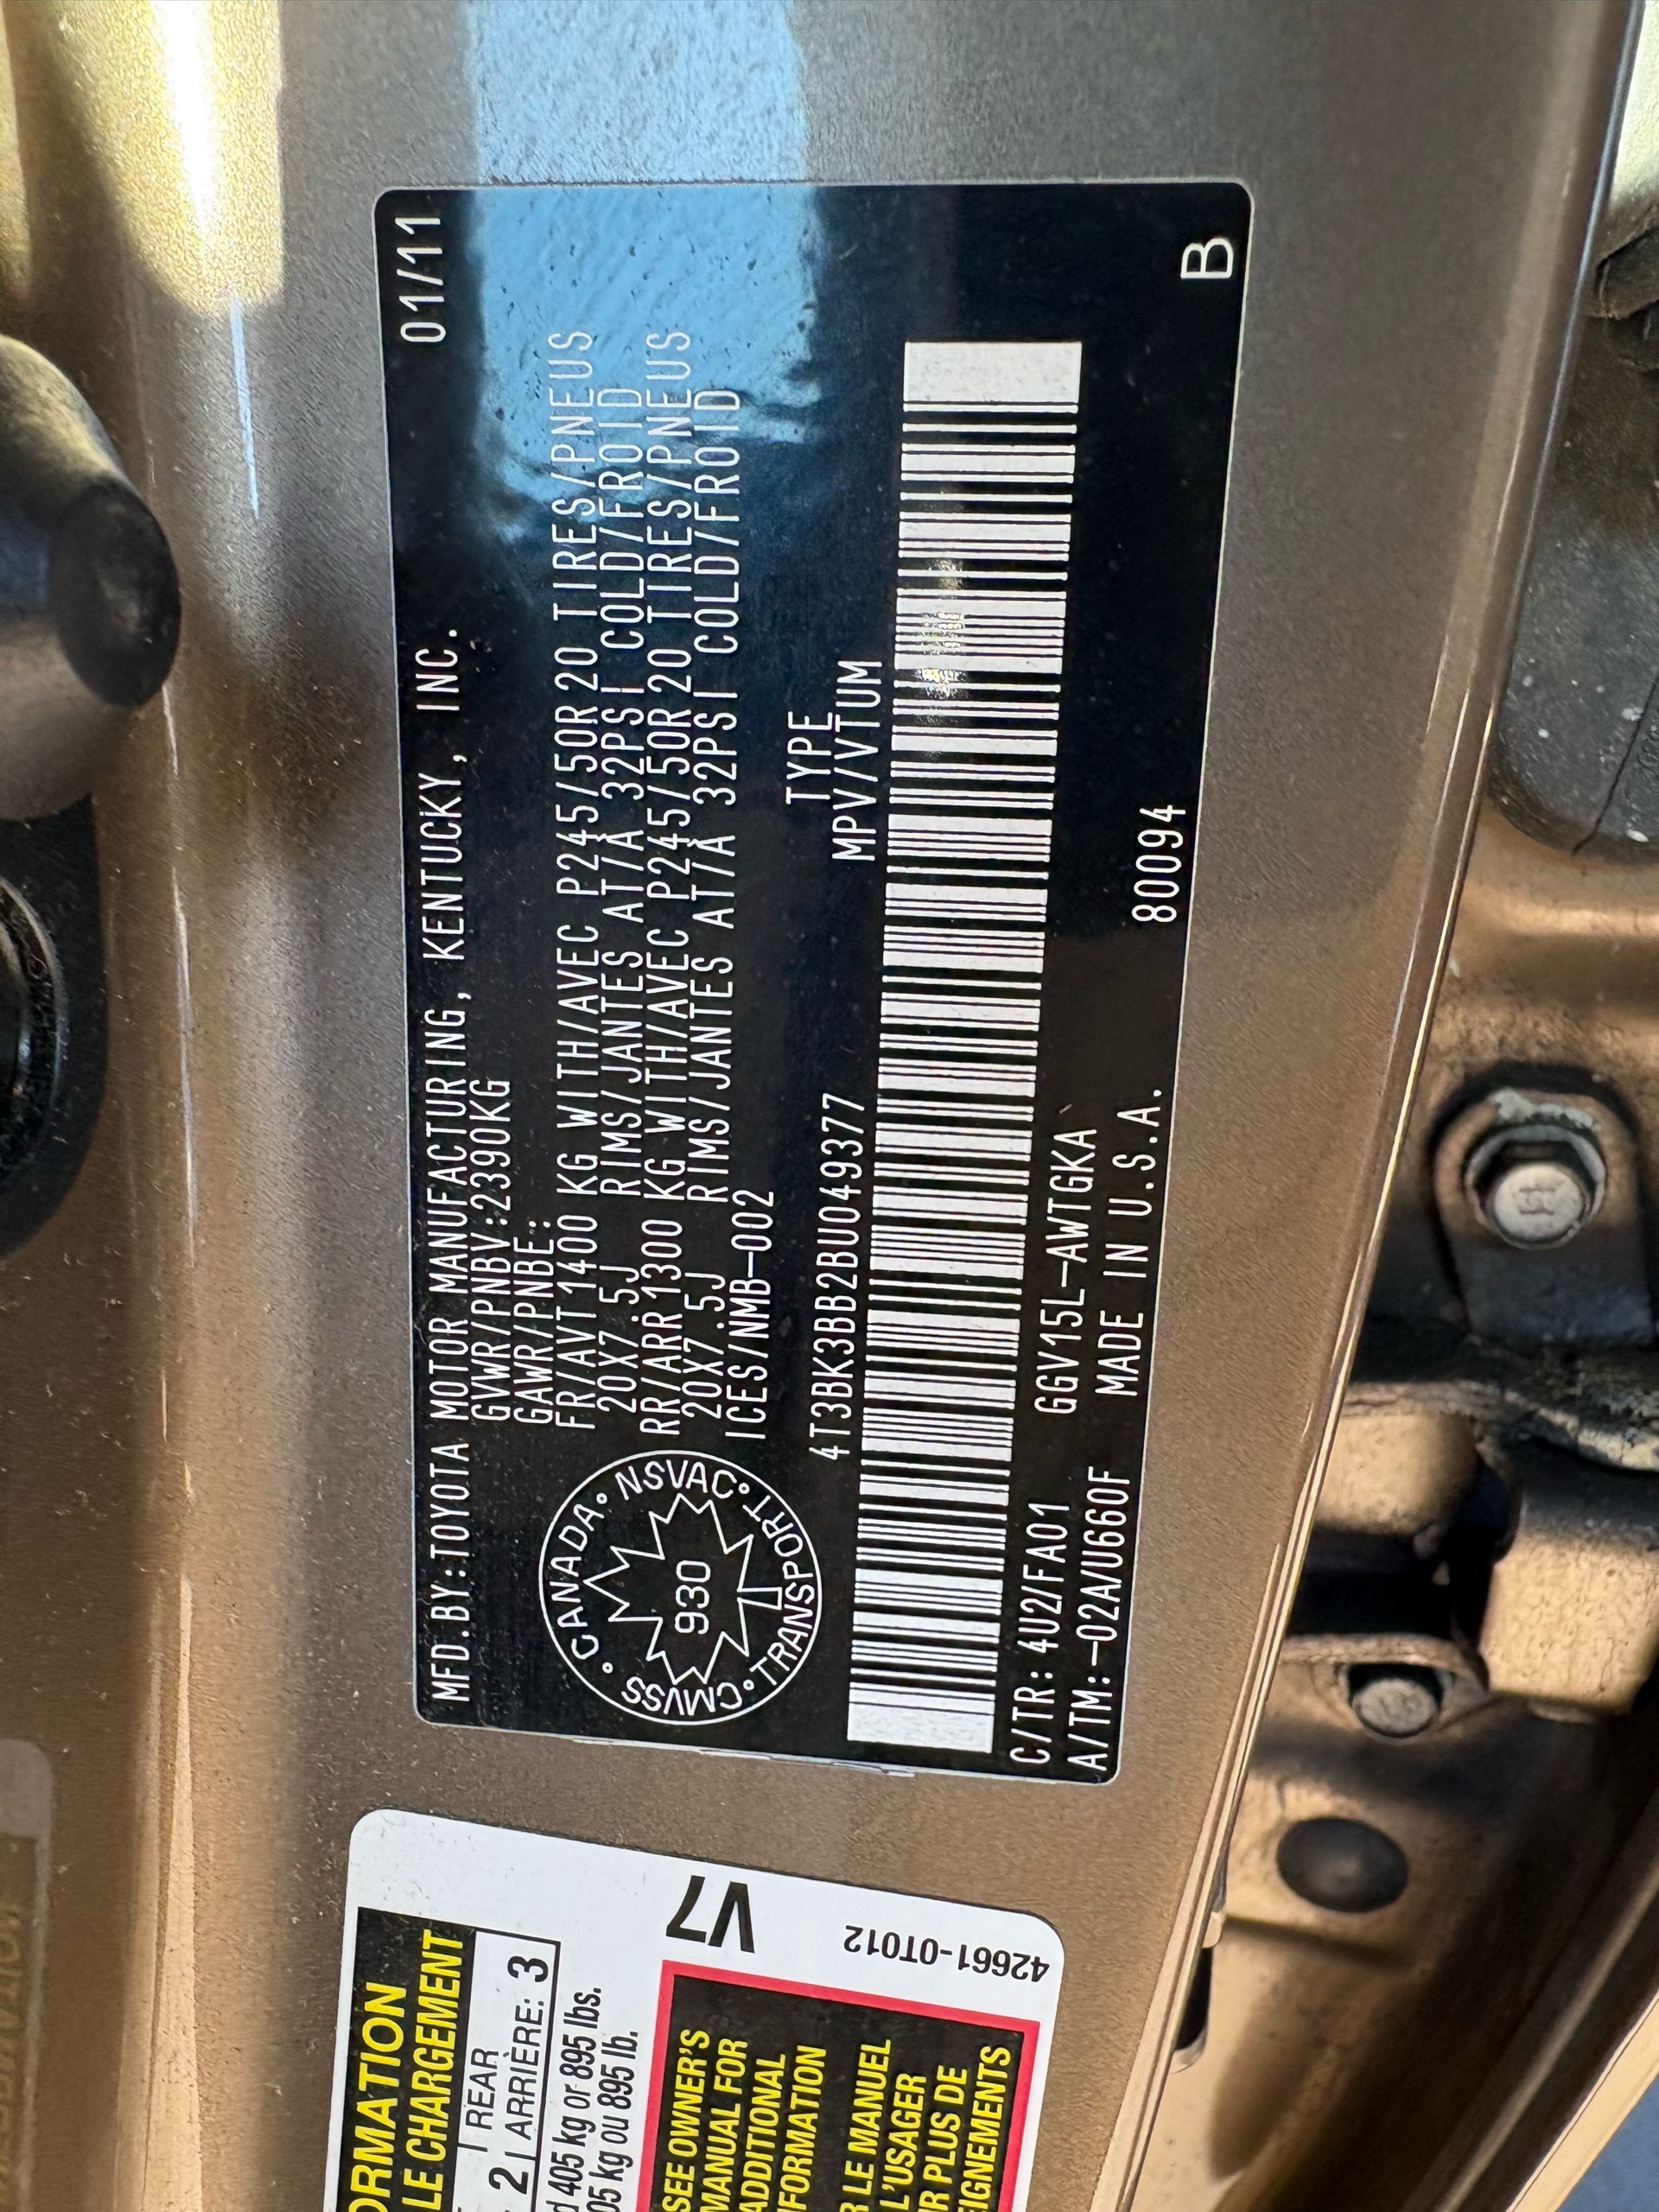 MFD.BY:TOYOTA MOTOR MANUFACTURING, KENTUCKY, INC. 01/11
GVWR/PNBV:2390KG
GAWR/PNBE:
FR/AVT1400 KG WITH/AVEC P245/50R20 TIRES/PNEUS
20X7.5J RIMS/JANTES AT/À 32PSI COLD/FROID
RR/ARR1300 KG WITH/AVEC P245/50R20 TIRES/PNEUS
20X7.5J RIMS/JANTES AT/À 32PSI COLD/FROID
ICES/NMB-002
CANADA • NSVAC • TRANSPORT • CMVSS •
930
TYPE
4T3BK3BB2BU049377 MPV/VTUM
C/TR: 4U2/FA01 GGV15L-AWTGKA
A/TM:-02A/U660F MADE IN U.S.A. 80094 B
LE CHARGEMENT
REAR
2 ARRIÈRE: 3
405 kg or 895 lbs.
kg ou 895 lb.
V7
42661-0T012
SEE OWNER'S
MANUAL FOR
ADDITIONAL
LE MANUEL
L'USAGER
PLUS DE